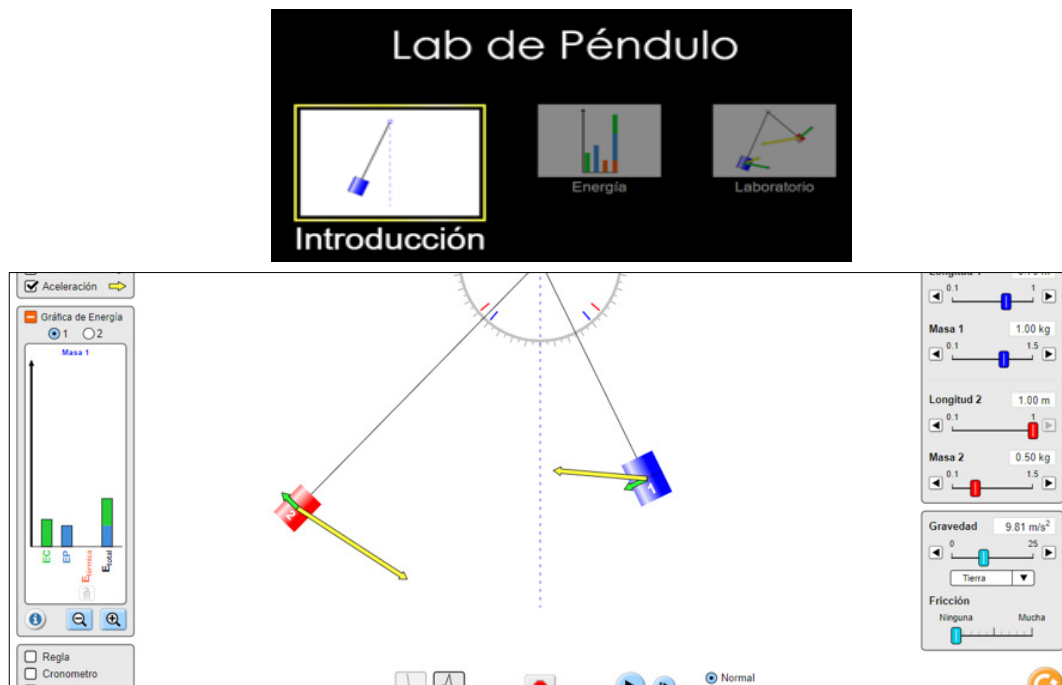 Lab de Péndulo
Energía
Laboratorio
Introducción
Aceleración
Gráfica de Energía
1 2
Masa 1
EC
EP
Etérmica
Etotal
Regla
Cronometro
2
1
Normal
0.1 1
Masa 1 1.00 kg
0.1 1.5
Longitud 2 1.00 m
0.1 1
Masa 2 0.50 kg
0.1 1.5
Gravedad 9.81 m/s²
0 25
Tierra
Fricción
Ninguna Mucha